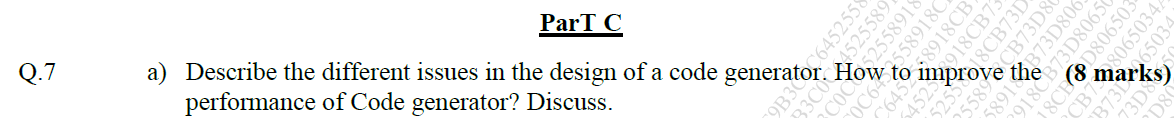 ParT C
Q.7 a) Describe the different issues in the design of a code generator. How to improve the (8 marks)
performance of Code generator? Discuss.